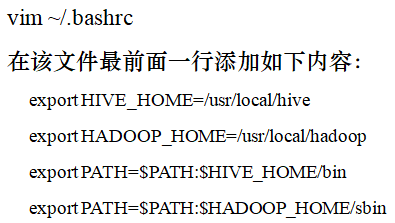 vim ~/.bashrc
在该文件最前面一行添加如下内容：
export HIVE_HOME=/usr/local/hive
export HADOOP_HOME=/usr/local/hadoop
export PATH=$PATH:$HIVE_HOME/bin
export PATH=$PATH:$HADOOP_HOME/sbin